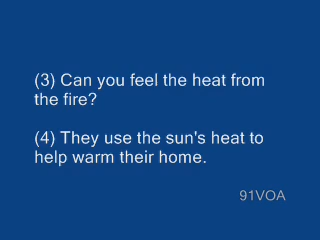 (3) Can you feel the heat from
the fire?
(4) They use the sun's heat to
help warm their home.
91VOA